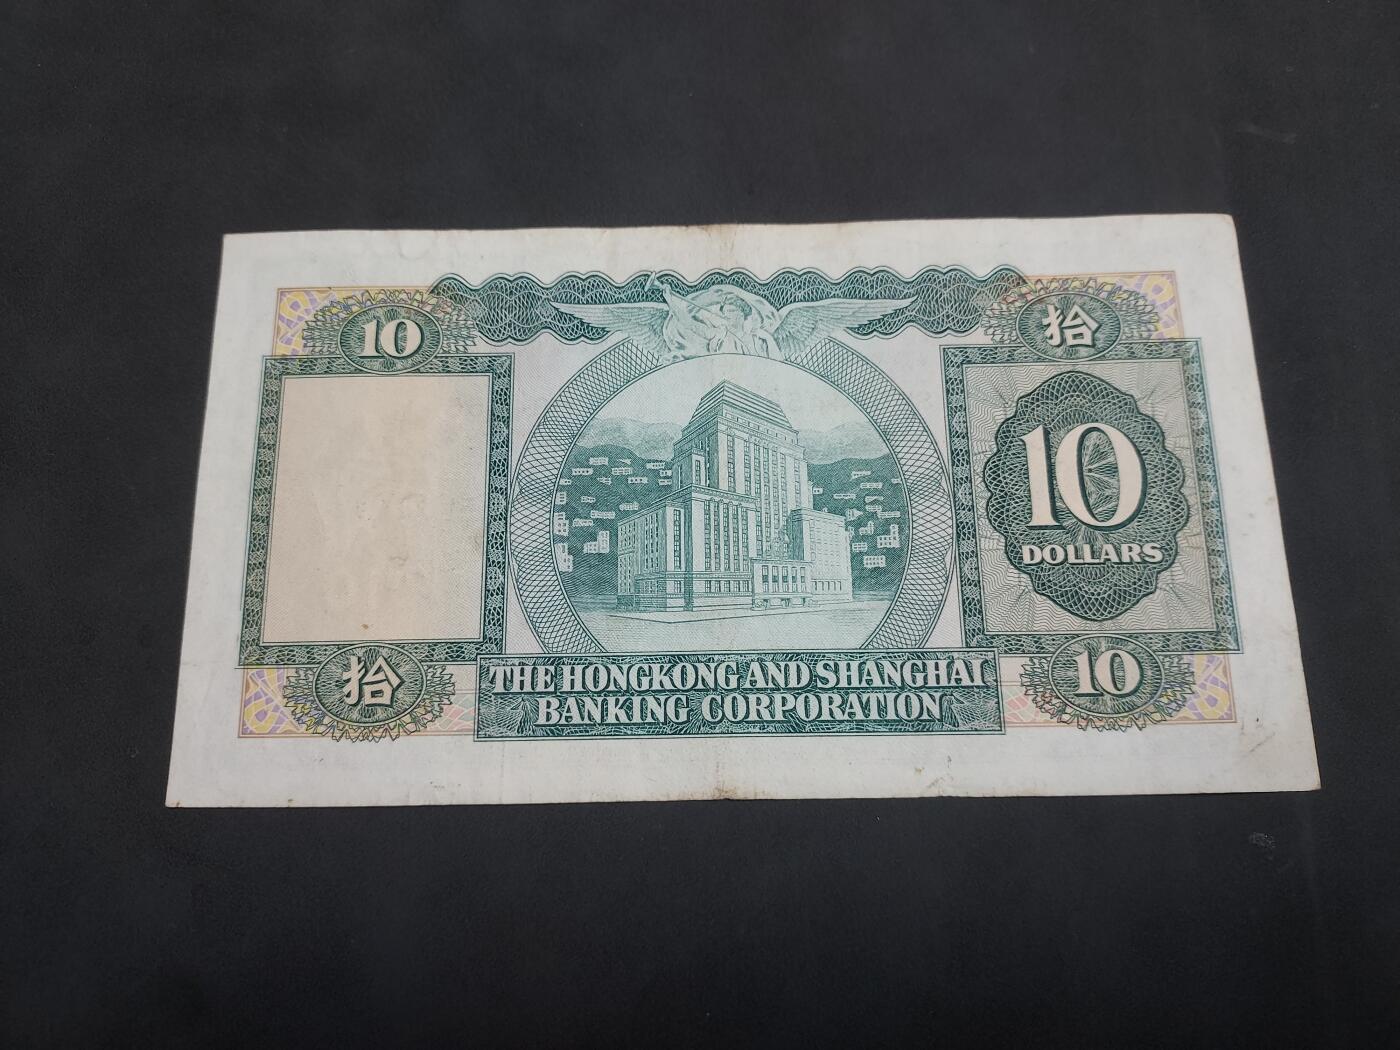 10
拾
10
DOLLARS
拾
10
THE HONGKONG AND SHANGHAI
BANKING CORPORATION